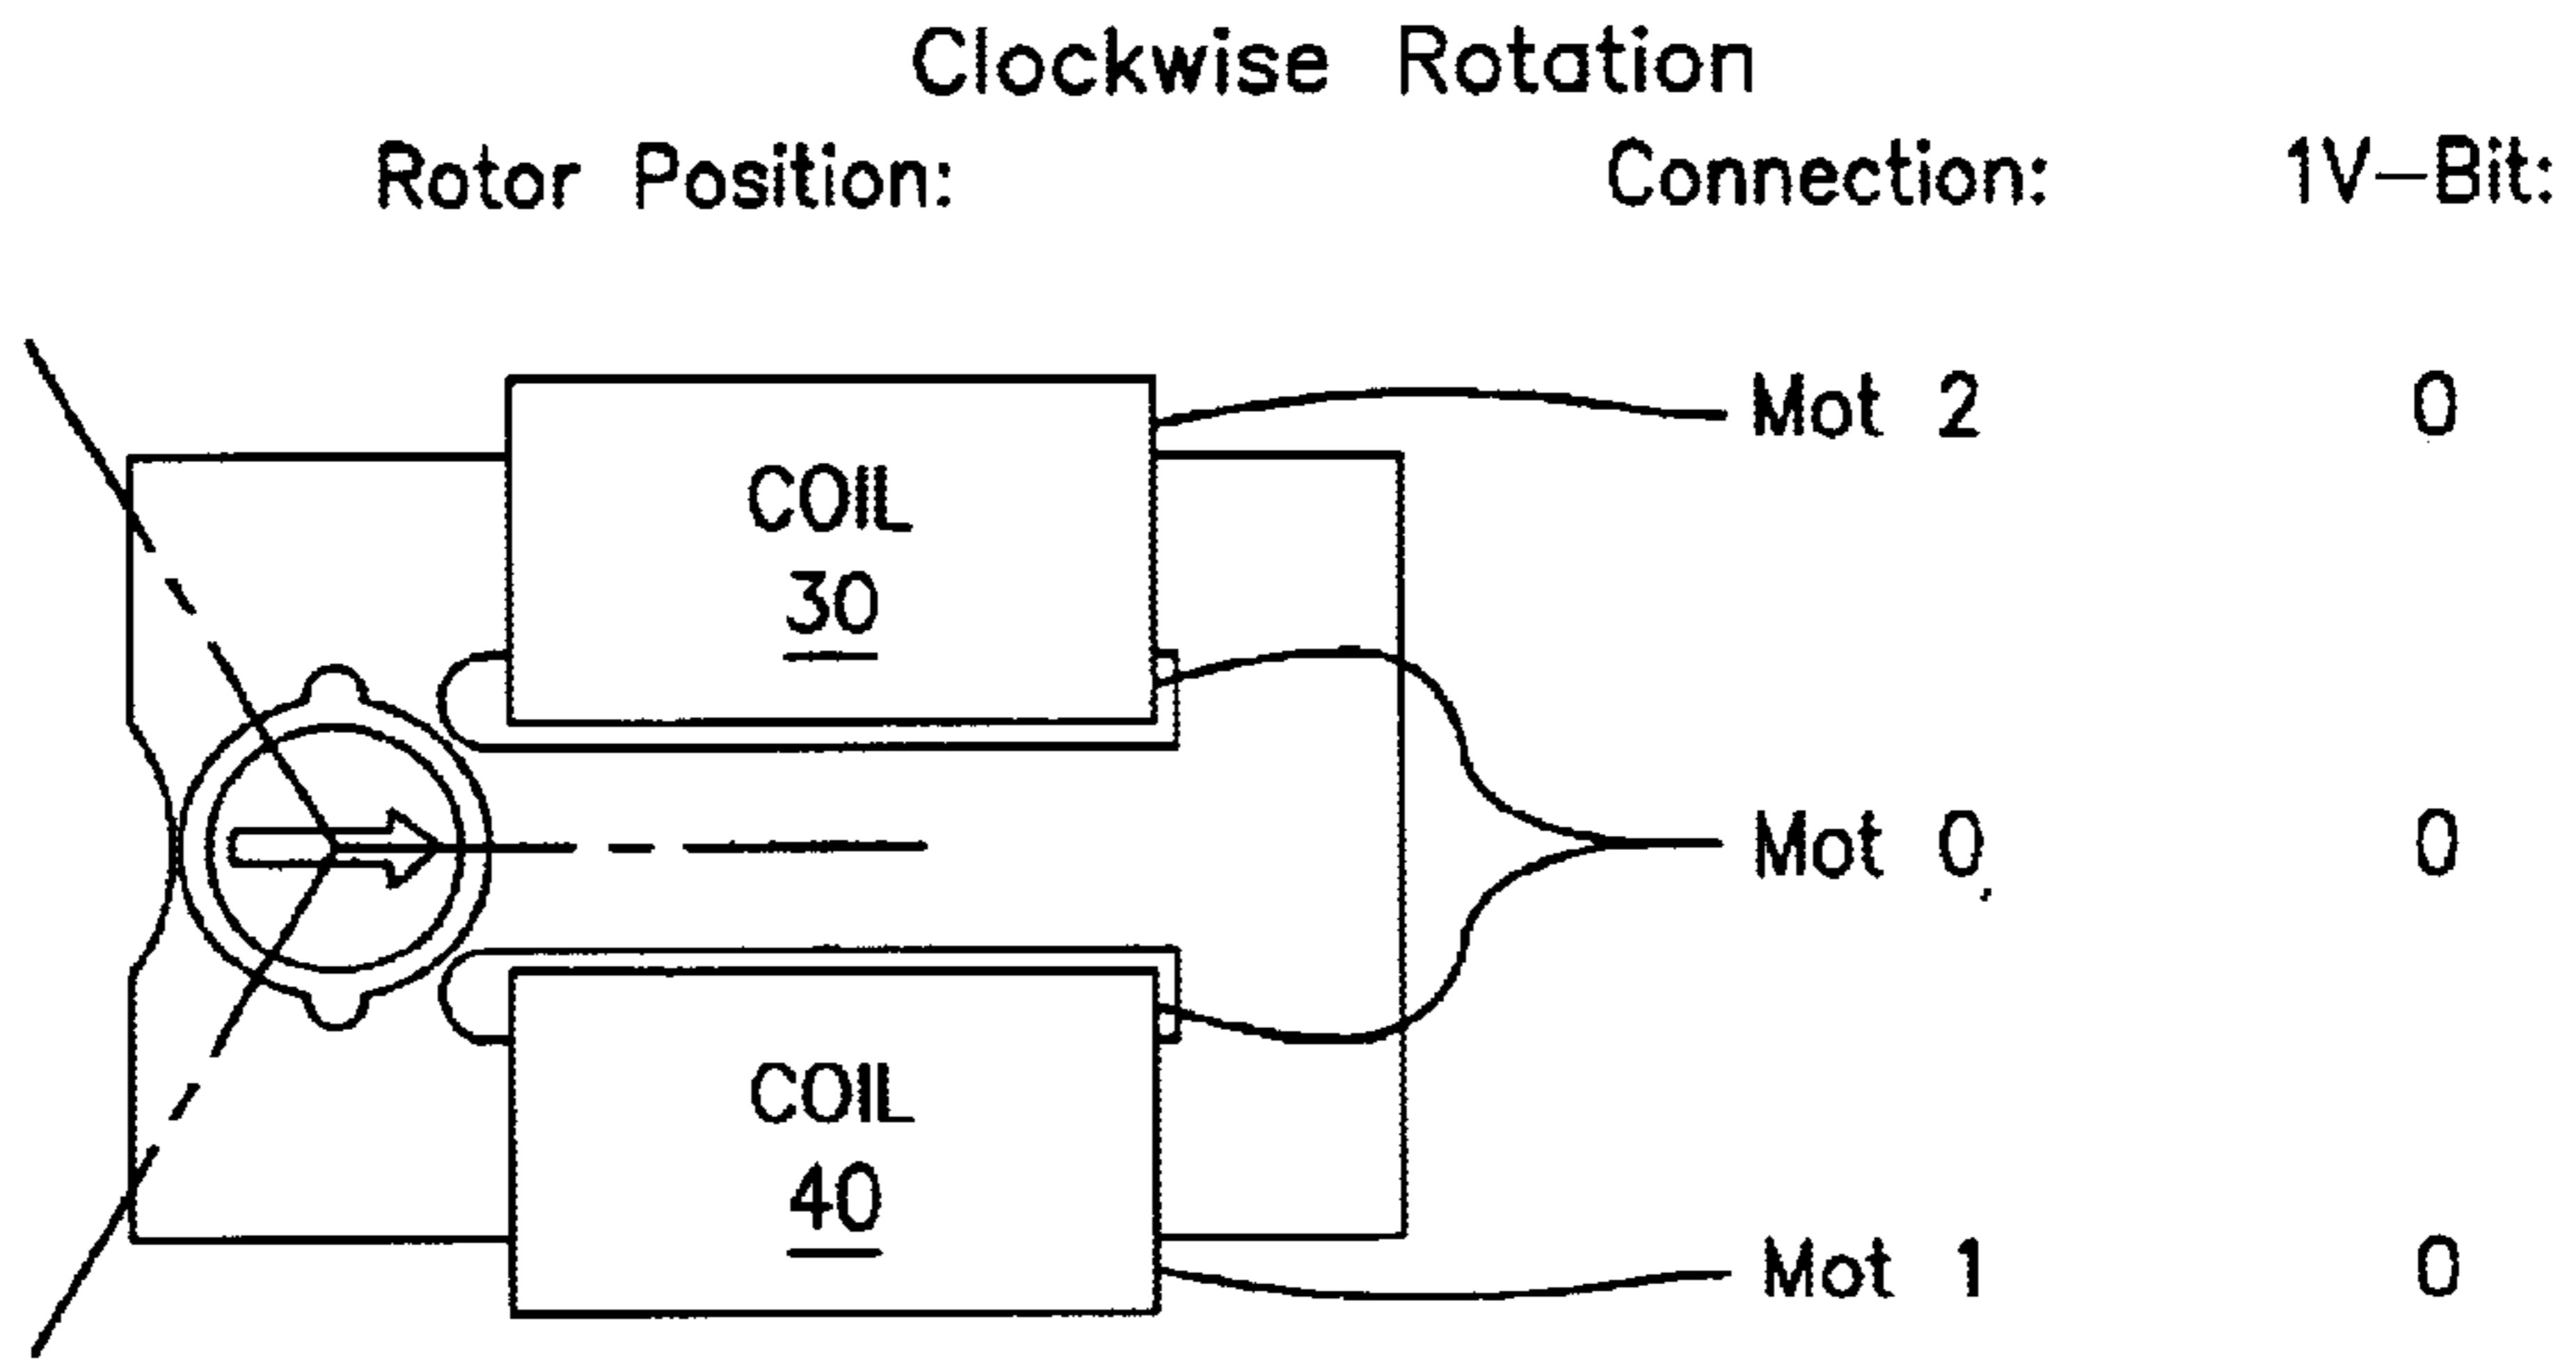 Clockwise Rotation
Rotor Position: Connection: 1V-Bit:
Mot 2 0
COIL
30
Mot 0 0
COIL
40
Mot 1 0